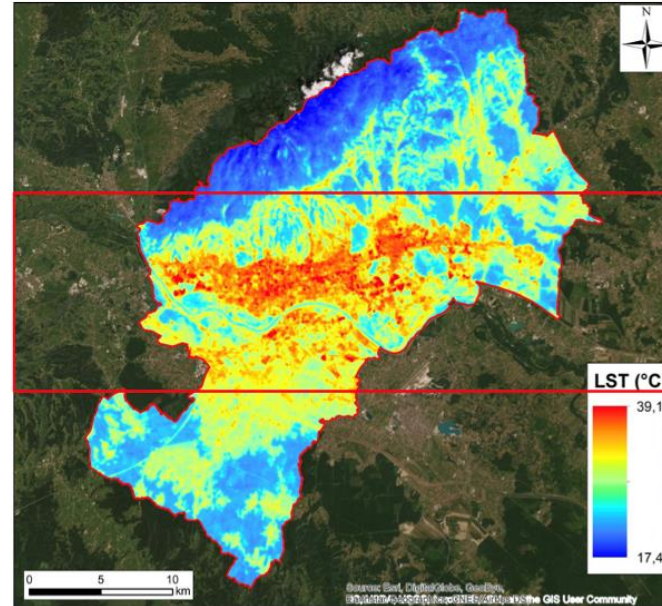 N
LST (°C)
39,1
17,4
0 5 10
km
Source: Esri, DigitalGlobe, GeoEye,
the GIS User Community